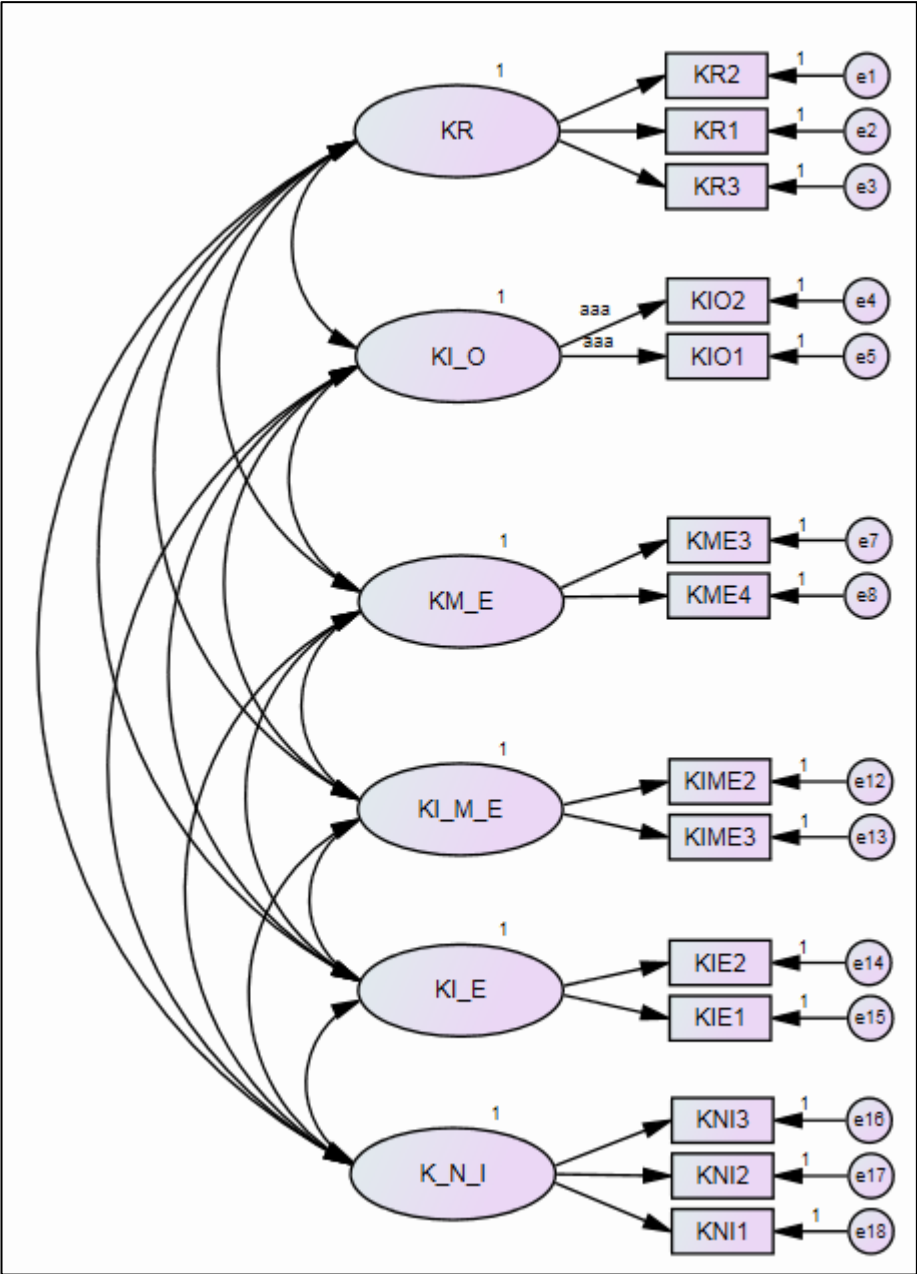 1
KR
KR2
1
e1
KR1
1
e2
KR3
1
e3
1
KI_O
aaa
KIO2
1
e4
aaa
KIO1
1
e5
1
KM_E
KME3
1
e7
KME4
1
e8
1
KI_M_E
KIME2
1
e12
KIME3
1
e13
1
KI_E
KIE2
1
e14
KIE1
1
e15
1
K_N_I
KNI3
1
e16
KNI2
1
e17
KNI1
1
e18